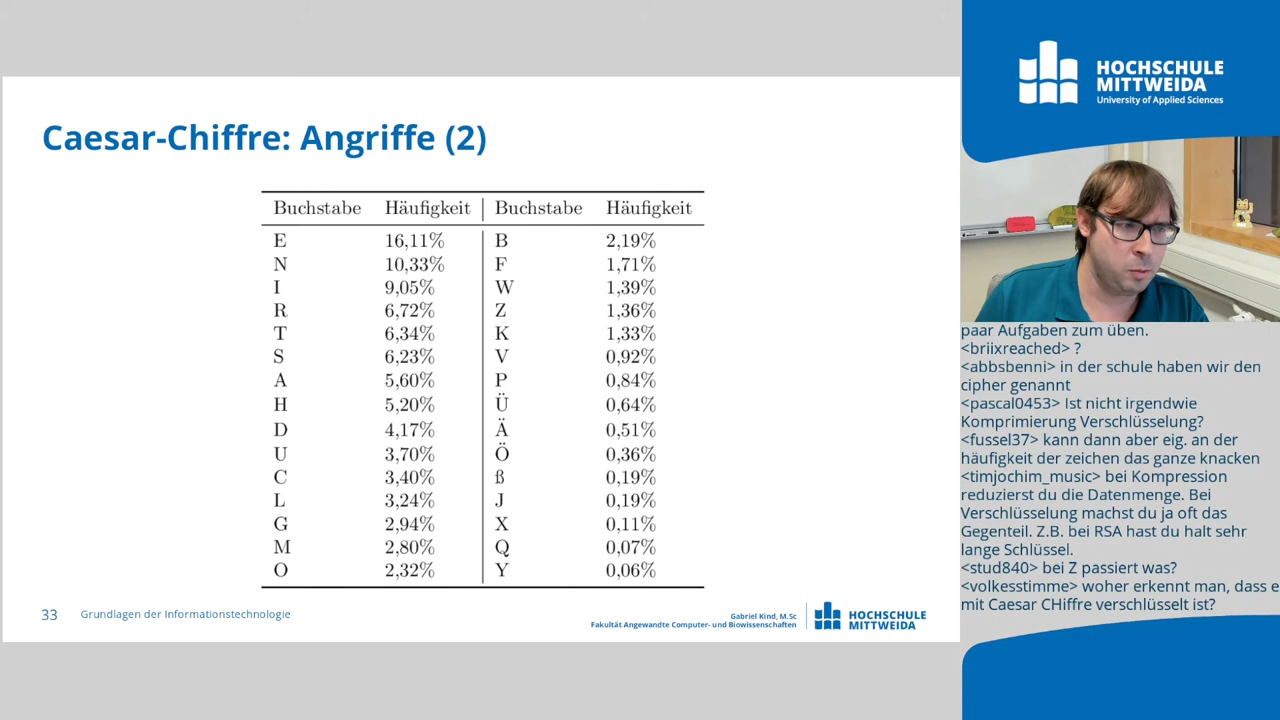 Caesar-Chiffre: Angriffe (2)
Buchstabe Häufigkeit Buchstabe Häufigkeit
E 16,11% B 2,19%
N 10,33% F 1,71%
I 9,05% W 1,39%
R 6,72% Z 1,36%
T 6,34% K 1,33%
S 6,23% V 0,92%
A 5,60% P 0,84%
H 5,20% Ü 0,64%
D 4,17% Ä 0,51%
U 3,70% Ö 0,36%
C 3,40% ß 0,19%
L 3,24% J 0,19%
G 2,94% X 0,11%
M 2,80% Q 0,07%
O 2,32% Y 0,06%
33 Grundlagen der Informationstechnologie
Gabriel Kind, M.Sc
Fakultät Angewandte Computer- und Biowissenschaften
HOCHSCHULE
MITTWEIDA
HOCHSCHULE
MITTWEIDA
University of Applied Sciences
paar Aufgaben zum üben.
<briixreached> ?
<abbsbenni> in der schule haben wir den
cipher genannt
<pascal0453> Ist nicht irgendwie
Komprimierung Verschlüsselung?
<fussel37> kann dann aber eig. an der
häufigkeit der zeichen das ganze knacken
<timjochim_music> bei Kompression
reduzierst du die Datenmenge. Bei
Verschlüsselung machst du ja oft das
Gegenteil. Z.B. bei RSA hast du halt sehr
lange Schlüssel.
<stud840> bei Z passiert was?
<volkesstimme> woher erkennt man, dass e
mit Caesar CHiffre verschlüsselt ist?